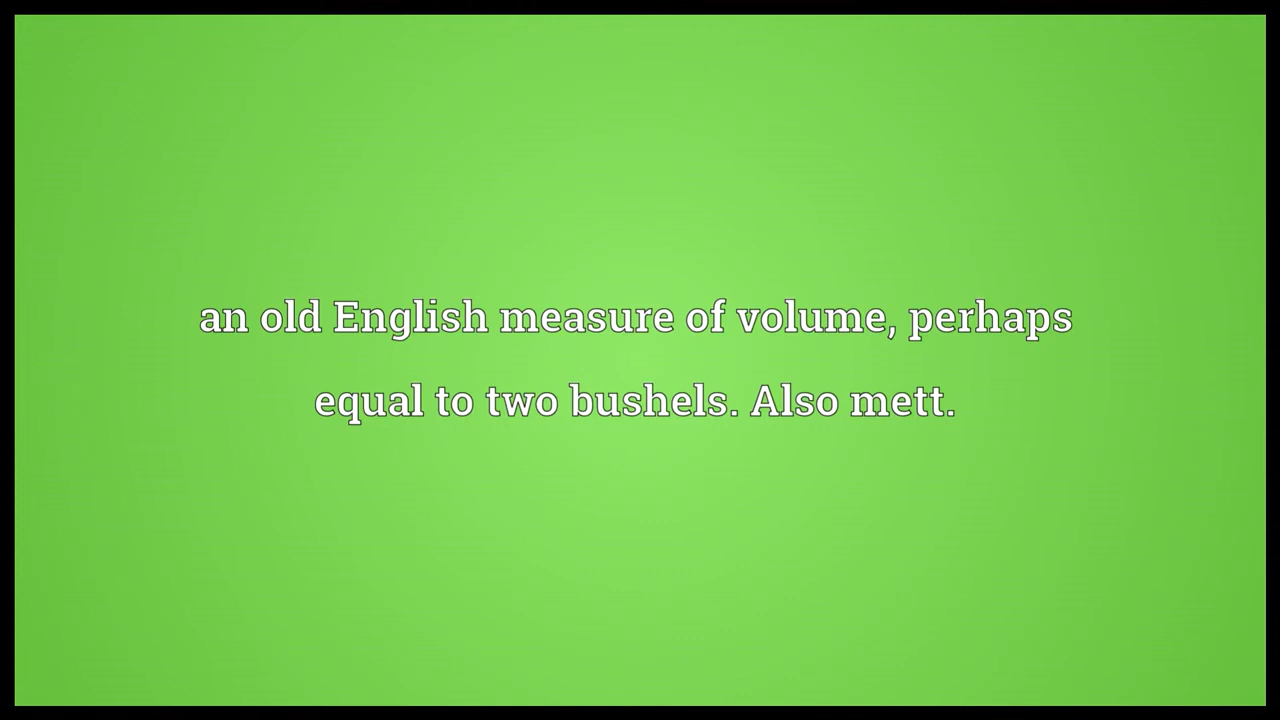 an old English measure of volume, perhaps
equal to two bushels. Also mett.